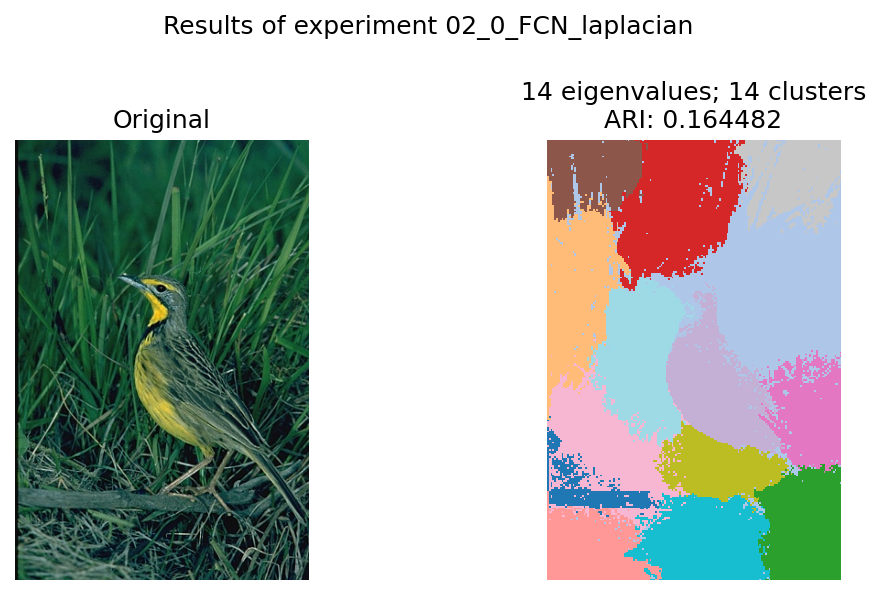 Results of experiment 02_0_FCN_laplacian
Original
14 eigenvalues; 14 clusters
ARI: 0.164482